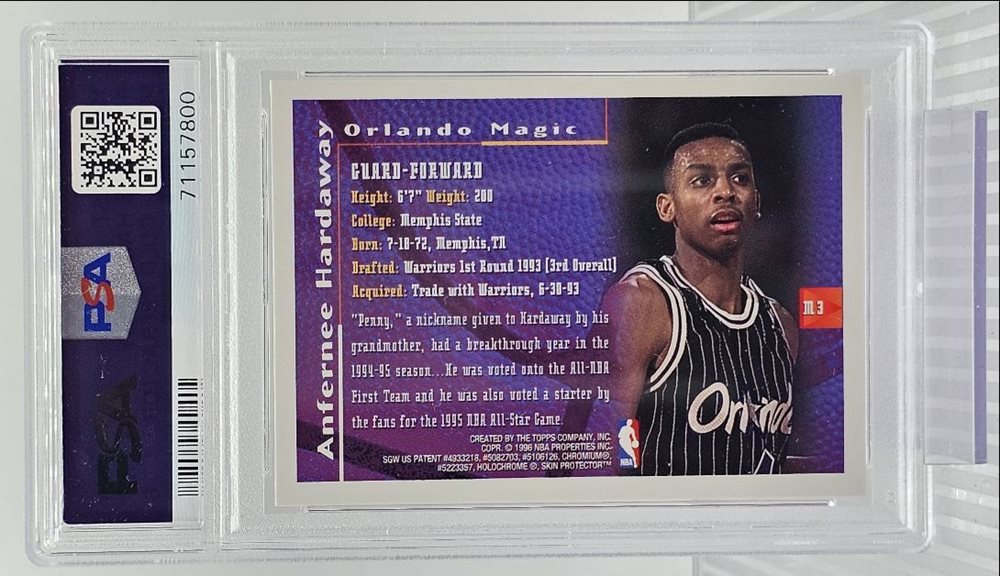 71157800
PSA
PSA
Anfernee Hardaway
Orlando Magic
GUARD-FORWARD
Height: 6'7" Weight: 200
College: Memphis State
Born: 7-18-72, Memphis,TN
Drafted: Warriors 1st Round 1993 (3rd Overall)
Acquired: Trade with Warriors, 6-30-93
"Penny," a nickname given to Hardaway by his
grandmother, had a breakthrough year in the
1994-95 season...He was voted onto the All-NBA
First Team and he was also voted a starter by
the fans for the 1995 NBA All-Star Game.
CREATED BY THE TOPPS COMPANY, INC.
COPR. © 1996 NBA PROPERTIES INC.
SGW US PATENT #4933218, #5082703, #5106126, CHROMIUM®,
#5223357, HOLOCHROME ®, SKIN PROTECTOR™
NBA
M 3
Orlando